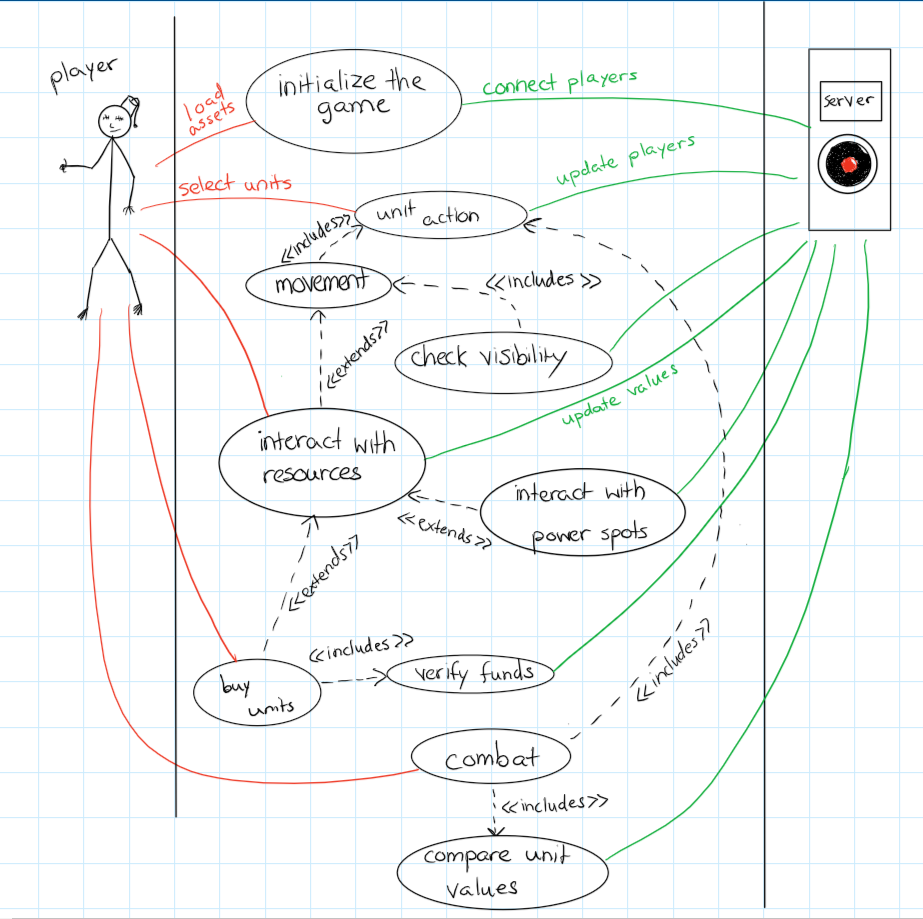 player
initialize the
game
connect players
server
load
assets
update players
select units
unit action
<<includes>>
movement
<<includes>>
<<extends>>
check visibility
update values
interact with
resources
interact with
power spots
<<extends>>
<<extends>>
<<includes>>
<<includes>>
verify funds
buy
units
combat
<<includes>>
compare unit
values